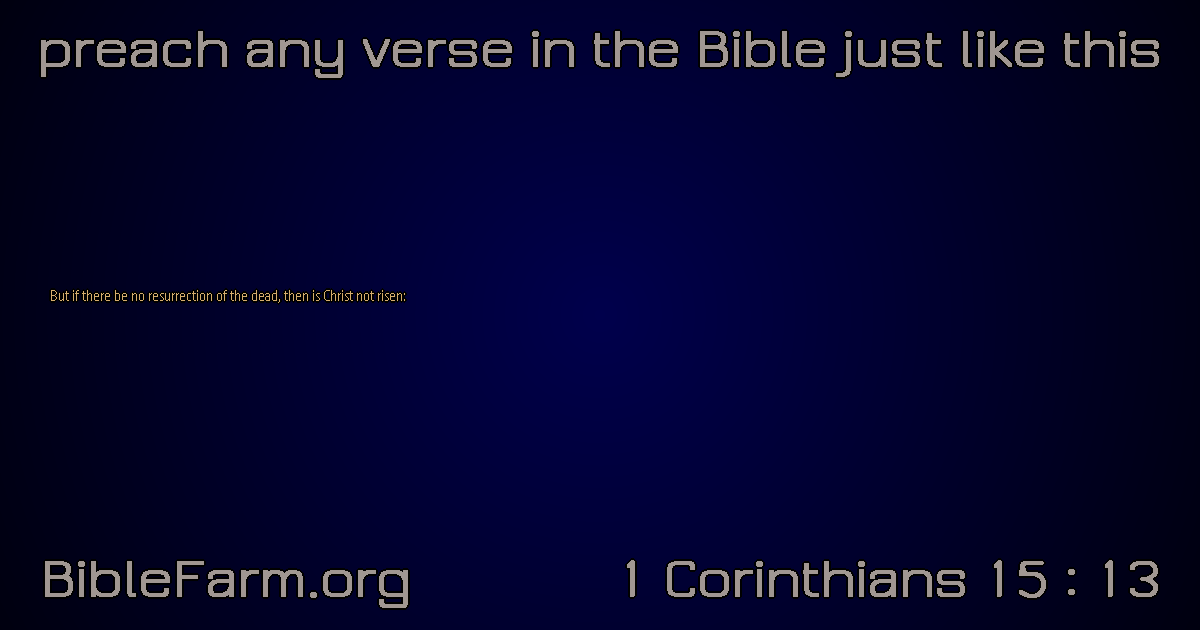 preach any verse in the Bible just like this
But if there be no resurrection of the dead, then is Christ not risen:
BibleFarm.org
1 Corinthians 15 : 13